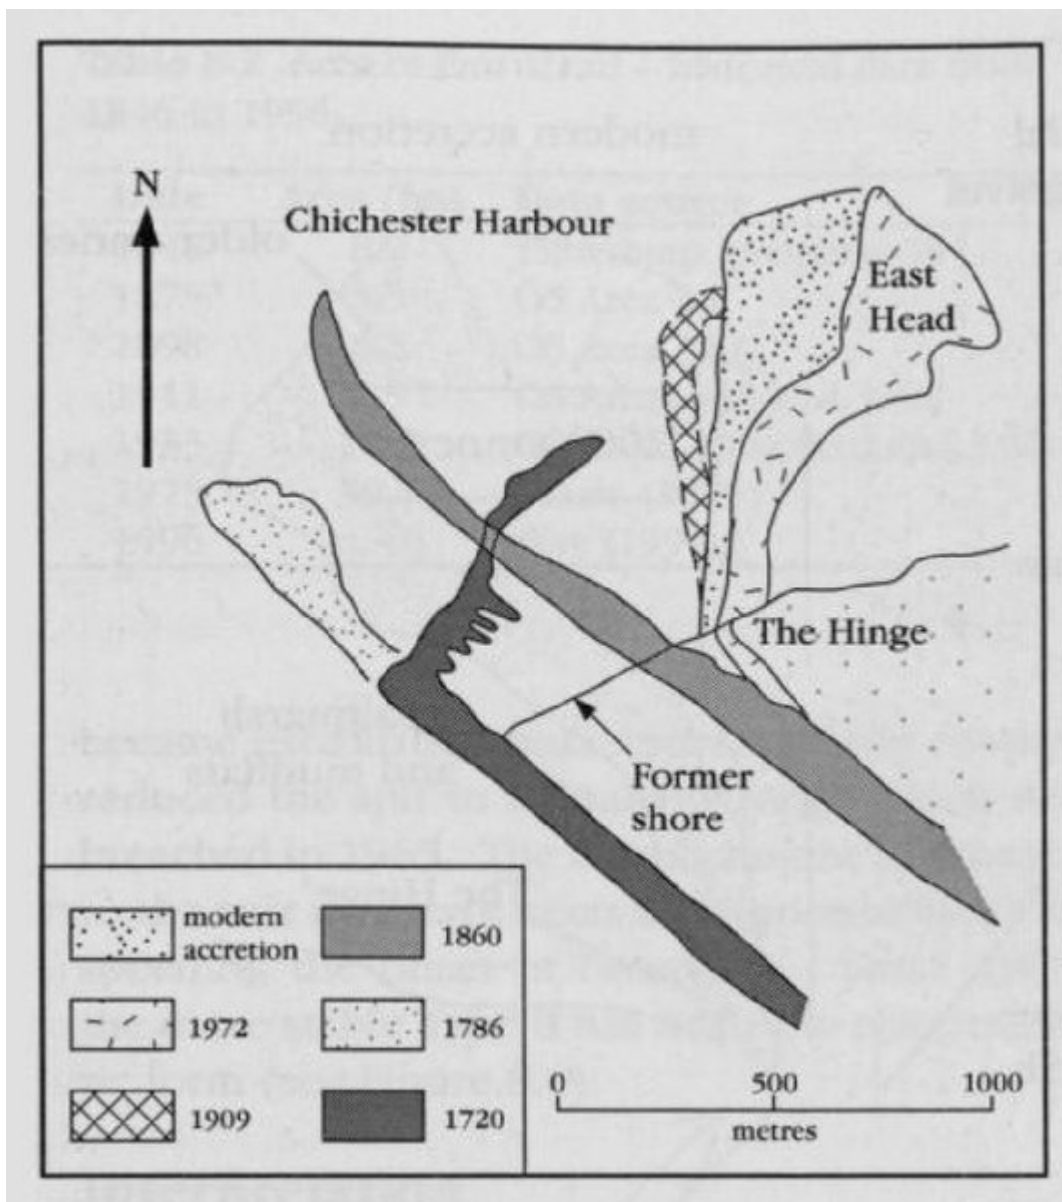 N
Chichester Harbour
East
Head
The Hinge
Former
shore
modern
accretion
1860
1972
1786
1909
1720
0
500
1000
metres